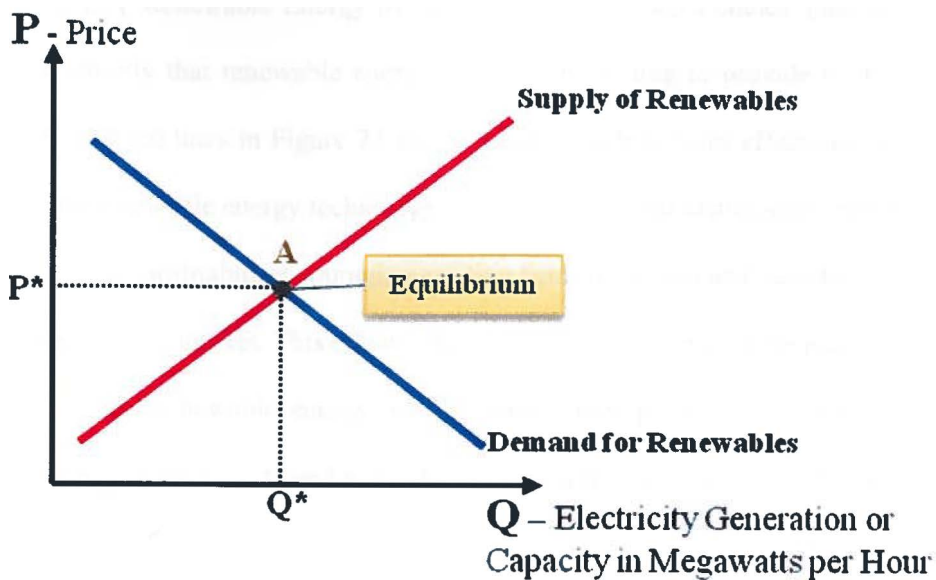 P - Price
Supply of Renewables
A
P*
Equilibrium
Demand for Renewables
Q*
Q – Electricity Generation or
Capacity in Megawatts per Hour